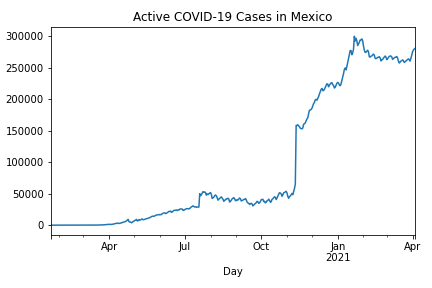 Active COVID-19 Cases in Mexico
300000
250000
200000
150000
100000
50000
0
Apr
Jul
Oct
Jan
2021
Apr
Day